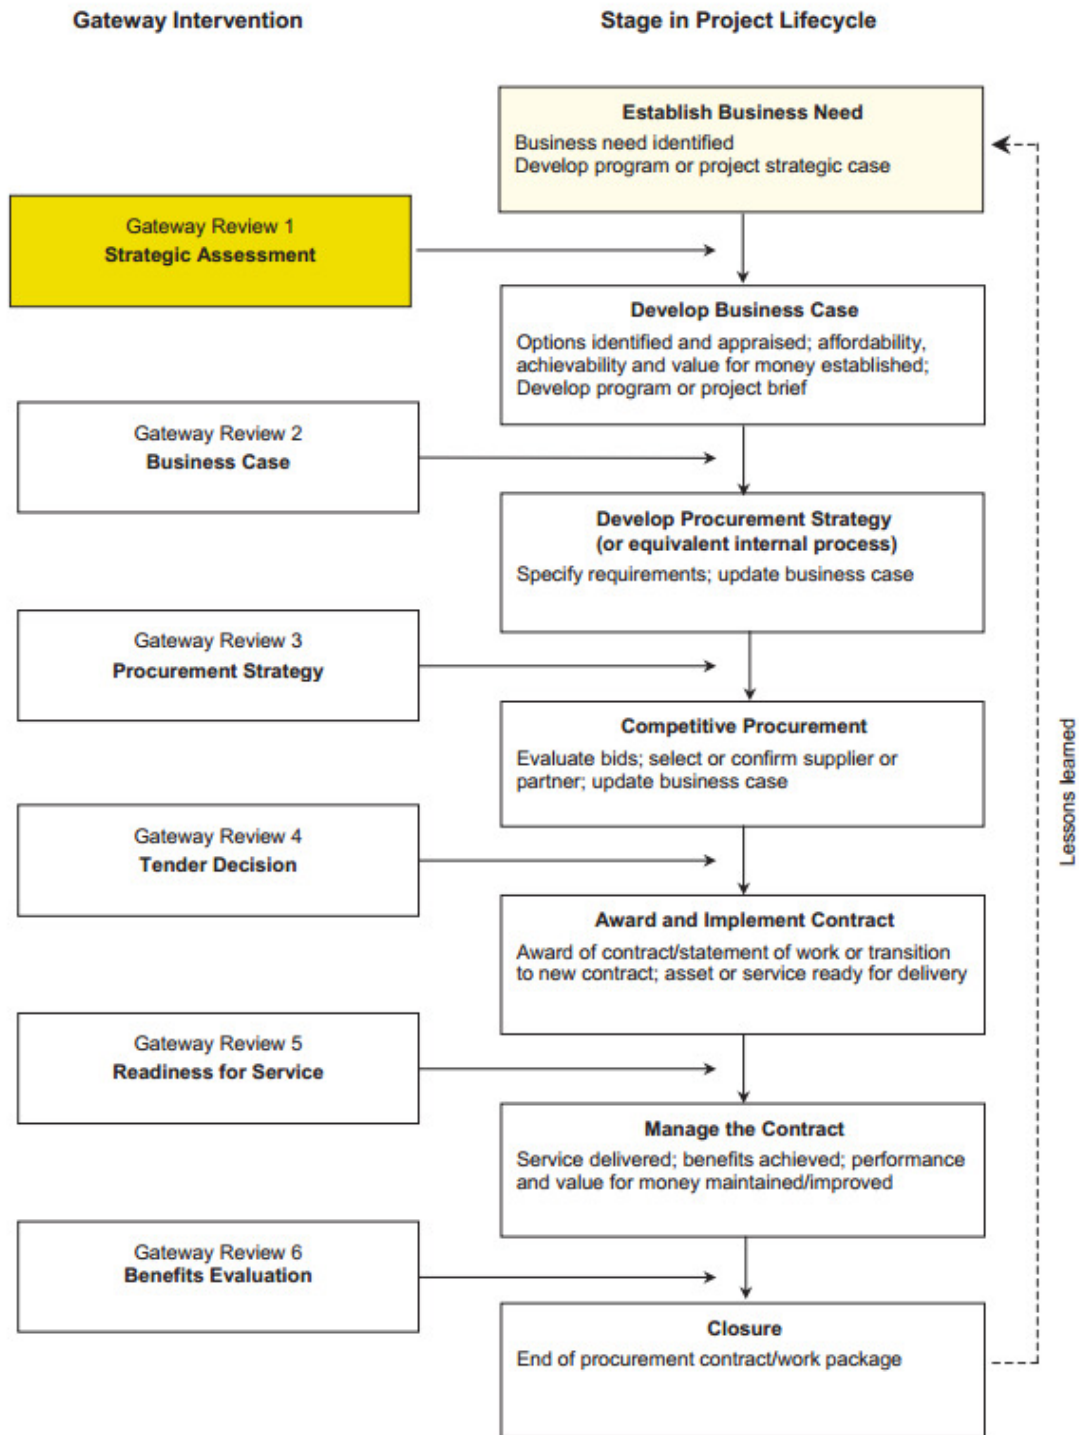 Gateway Intervention
Stage in Project Lifecycle
Establish Business Need
Business need identified
Develop program or project strategic case
Gateway Review 1
Strategic Assessment
Develop Business Case
Options identified and appraised; affordability,
achievability and value for money established;
Develop program or project brief
Gateway Review 2
Business Case
Develop Procurement Strategy
(or equivalent internal process)
Specify requirements; update business case
Gateway Review 3
Procurement Strategy
Competitive Procurement
Evaluate bids; select or confirm supplier or
partner; update business case
Gateway Review 4
Tender Decision
Award and Implement Contract
Award of contract/statement of work or transition
to new contract; asset or service ready for delivery
Gateway Review 5
Readiness for Service
Manage the Contract
Service delivered; benefits achieved; performance
and value for money maintained/improved
Gateway Review 6
Benefits Evaluation
Closure
End of procurement contract/work package
Lessons learned